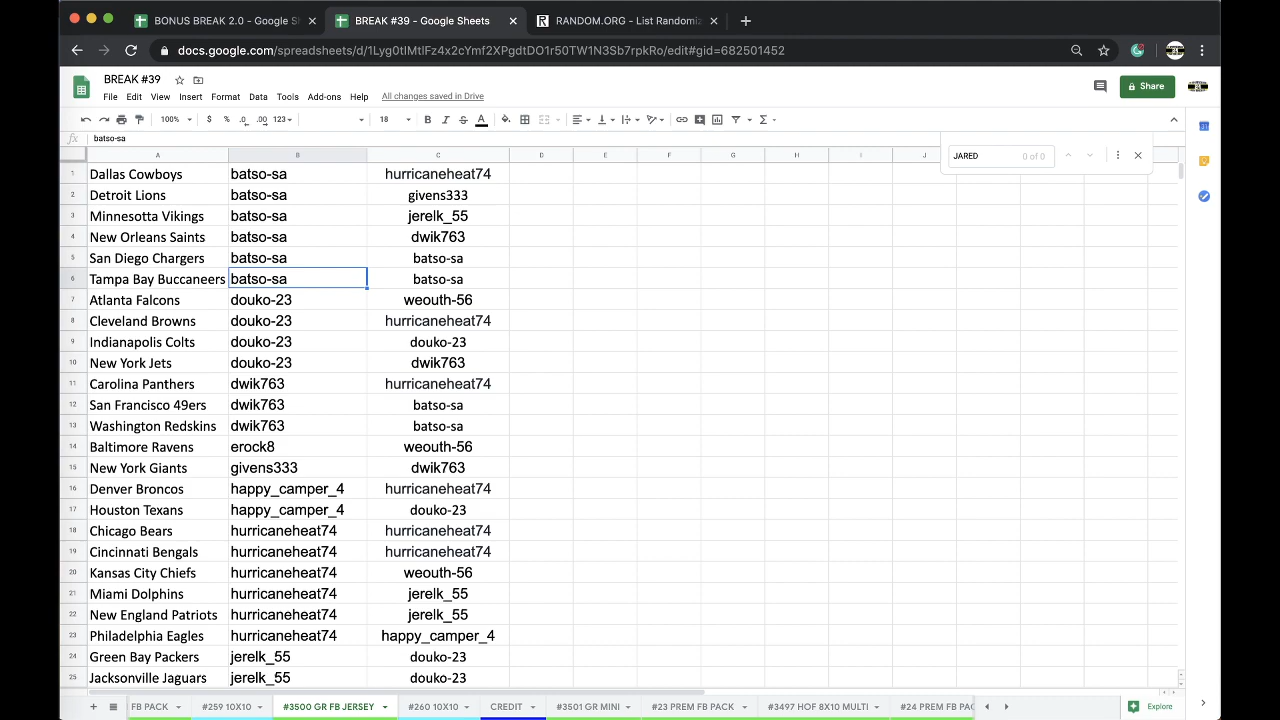 BONUS BREAK 2.0 - Google S
BREAK #39 - Google Sheets
RANDOM.ORG - List Randomiz
docs.google.com/spreadsheets/d/1Lyg0tIMtlFz4x2cYmf2XPgdtDO1r50TW1N3Sb7rpkRo/edit#gid=682501452
BREAK #39
File Edit View Insert Format Data Tools Add-ons Help All changes saved in Drive
Share
100% $ % .0 .00 123 18 B I S A
fx batso-sa
JARED 0 of 0
A B C D E F G H I J
1 Dallas Cowboys batso-sa hurricaneheat74
2 Detroit Lions batso-sa givens333
3 Minnesotta Vikings batso-sa jerelk_55
4 New Orleans Saints batso-sa dwik763
5 San Diego Chargers batso-sa batso-sa
6 Tampa Bay Buccaneers batso-sa batso-sa
7 Atlanta Falcons douko-23 weouth-56
8 Cleveland Browns douko-23 hurricaneheat74
9 Indianapolis Colts douko-23 douko-23
10 New York Jets douko-23 dwik763
11 Carolina Panthers dwik763 hurricaneheat74
12 San Francisco 49ers dwik763 batso-sa
13 Washington Redskins dwik763 batso-sa
14 Baltimore Ravens erock8 weouth-56
15 New York Giants givens333 dwik763
16 Denver Broncos happy_camper_4 hurricaneheat74
17 Houston Texans happy_camper_4 douko-23
18 Chicago Bears hurricaneheat74 hurricaneheat74
19 Cincinnati Bengals hurricaneheat74 hurricaneheat74
20 Kansas City Chiefs hurricaneheat74 weouth-56
21 Miami Dolphins hurricaneheat74 jerelk_55
22 New England Patriots hurricaneheat74 jerelk_55
23 Philadelphia Eagles hurricaneheat74 happy_camper_4
24 Green Bay Packers jerelk_55 douko-23
25 Jacksonville Jaguars jerelk_55 douko-23
FB PACK #259 10X10 #3500 GR FB JERSEY #260 10X10 CREDIT #3501 GR MINI #23 PREM FB PACK #3497 HOF 8X10 MULTI #24 PREM FB PAC Explore